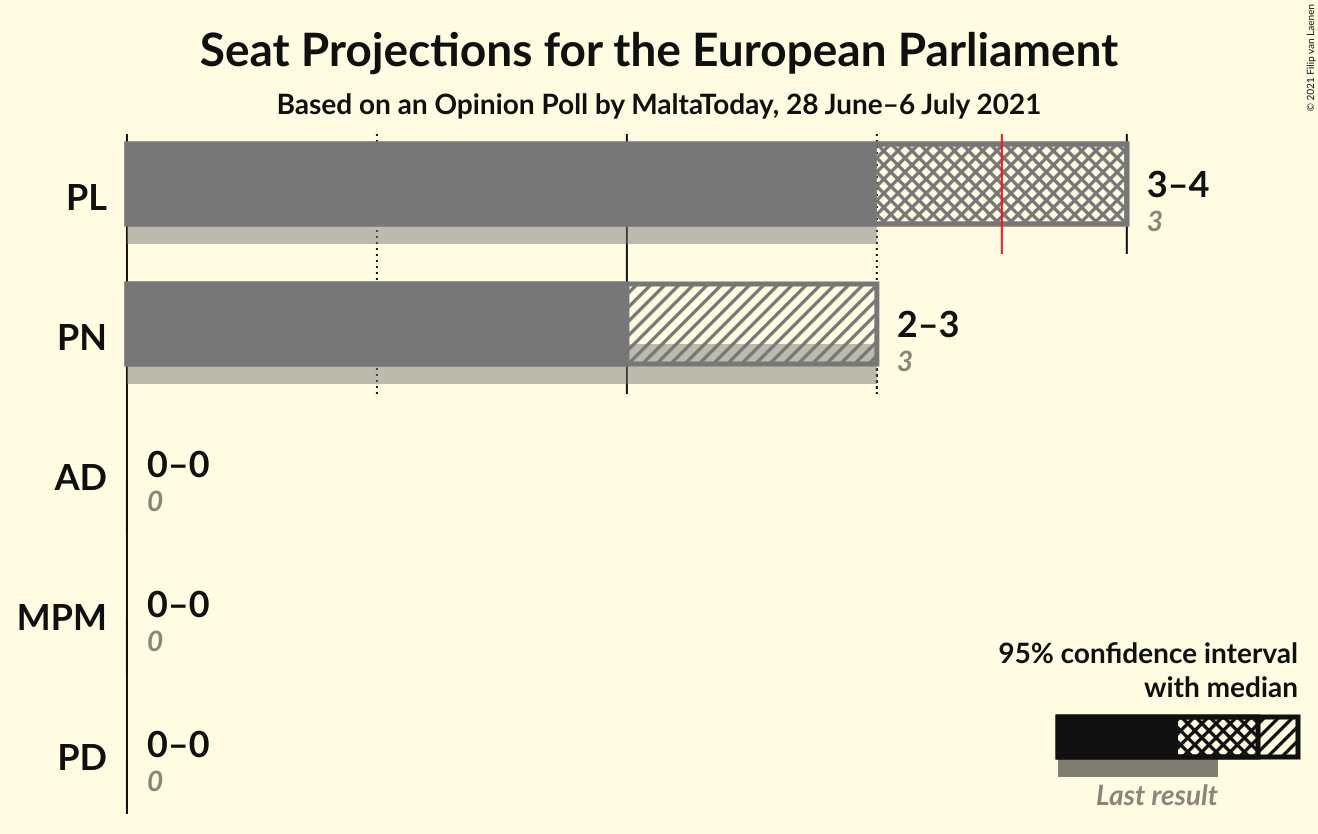 Seat Projections for the European Parliament
Based on an Opinion Poll by MaltaToday, 28 June–6 July 2021
© 2021 Filip van Laenen
PL
3–4
3
PN
2–3
3
AD
0–0
0
MPM
0–0
0
PD
0–0
0
95% confidence interval
with median
Last result